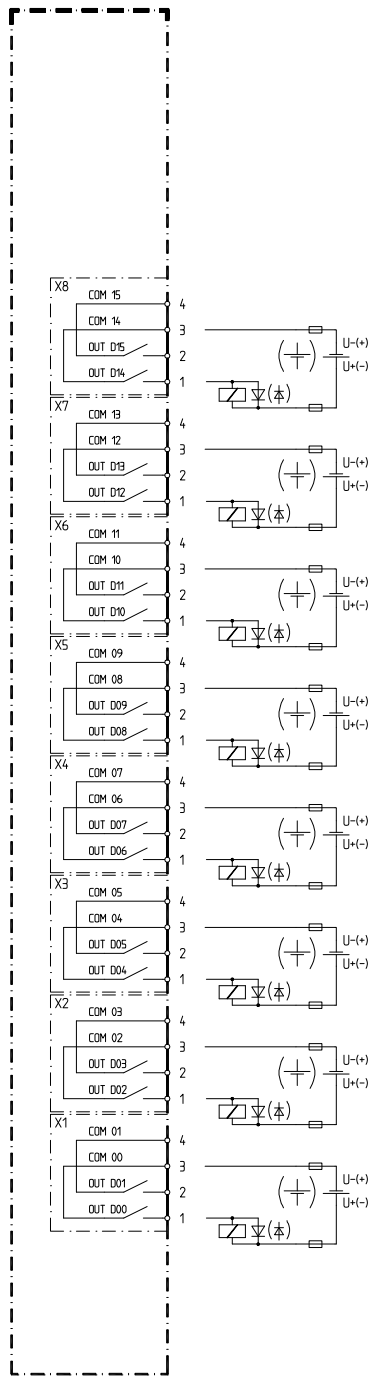 X8
COM 15
4
COM 14
3
U-(+)
OUT D15
2
U+(-)
OUT D14
1
X7
COM 13
4
COM 12
3
U-(+)
OUT D13
2
U+(-)
OUT D12
1
X6
COM 11
4
COM 10
3
U-(+)
OUT D11
2
U+(-)
OUT D10
1
X5
COM 09
4
COM 08
3
U-(+)
OUT D09
2
U+(-)
OUT D08
1
X4
COM 07
4
COM 06
3
U-(+)
OUT D07
2
U+(-)
OUT D06
1
X3
COM 05
4
COM 04
3
U-(+)
OUT D05
2
U+(-)
OUT D04
1
X2
COM 03
4
COM 02
3
U-(+)
OUT D03
2
U+(-)
OUT D02
1
X1
COM 01
4
COM 00
3
U-(+)
OUT D01
2
U+(-)
OUT D00
1